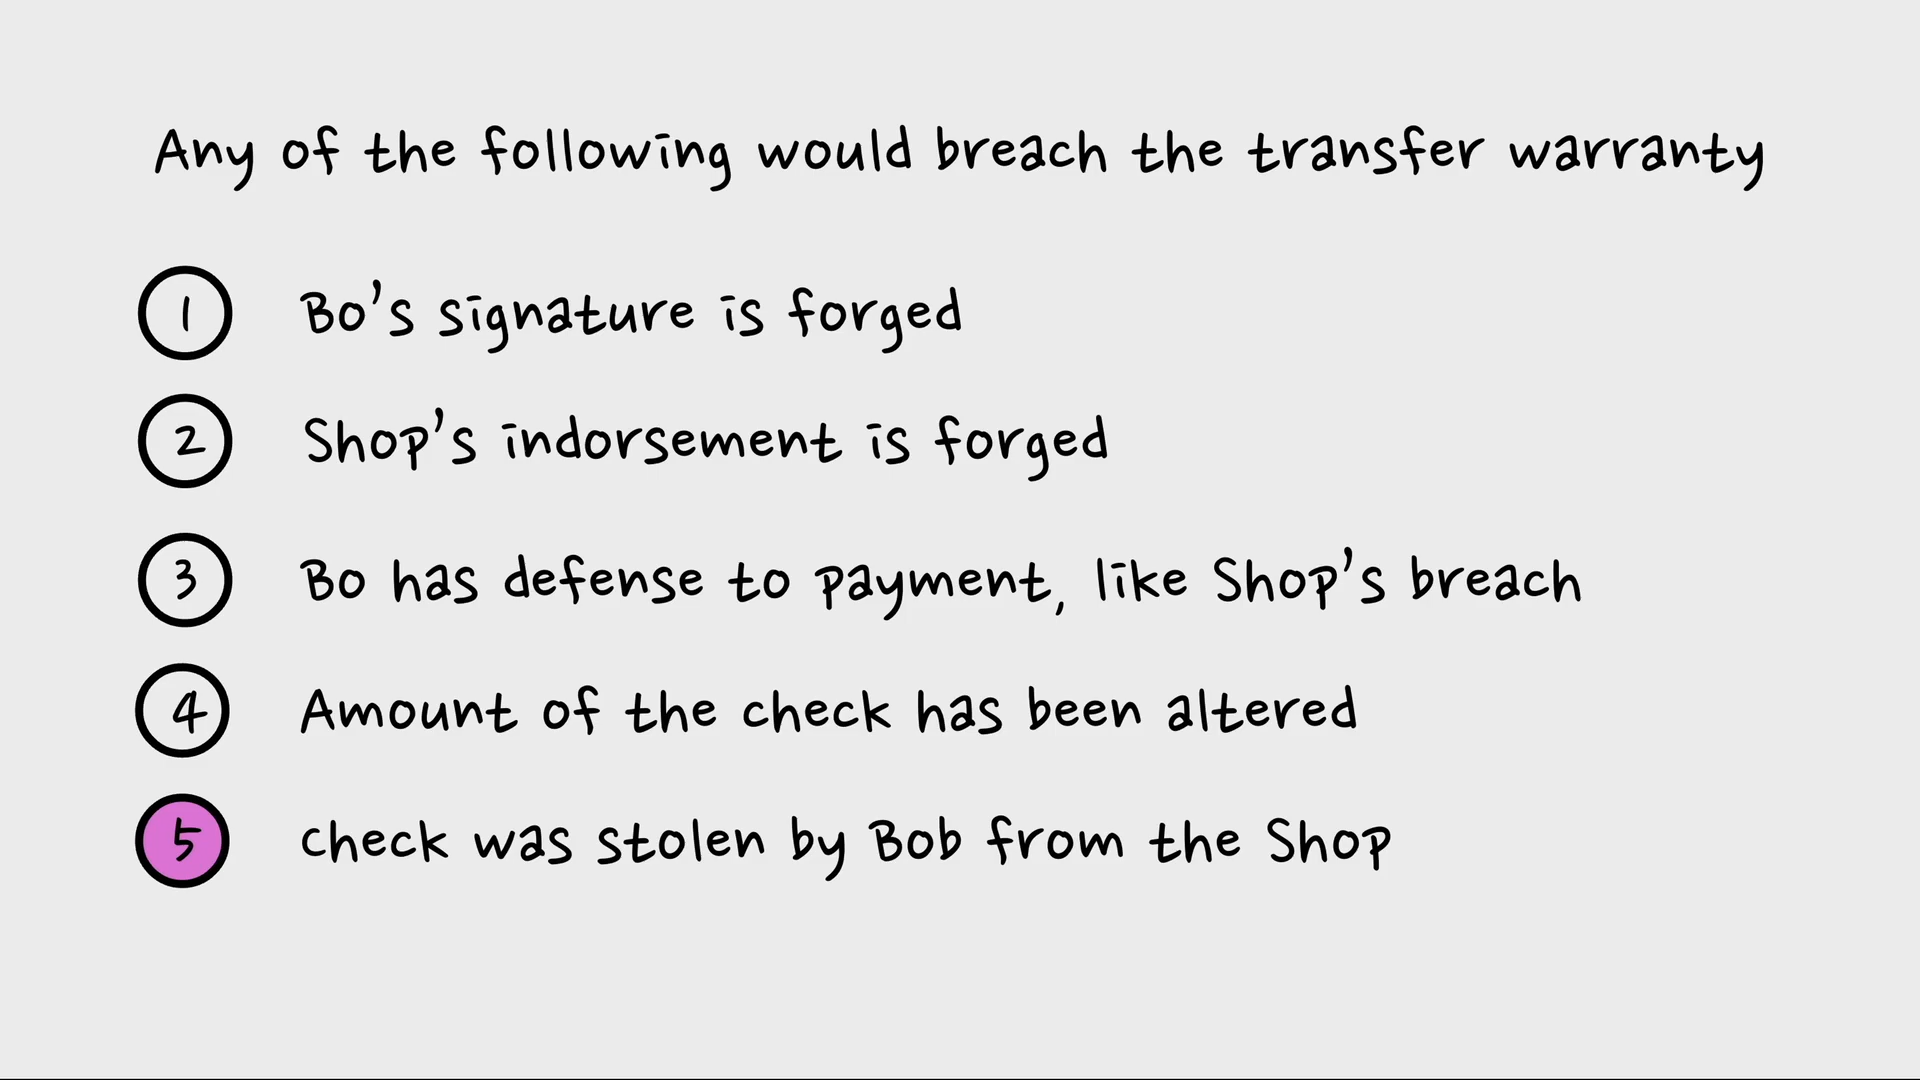 Any of the following would breach the transfer warranty
1 Bo's signature is forged
2 Shop's indorsement is forged
3 Bo has defense to payment, like Shop's breach
4 Amount of the check has been altered
5 check was stolen by Bob from the Shop